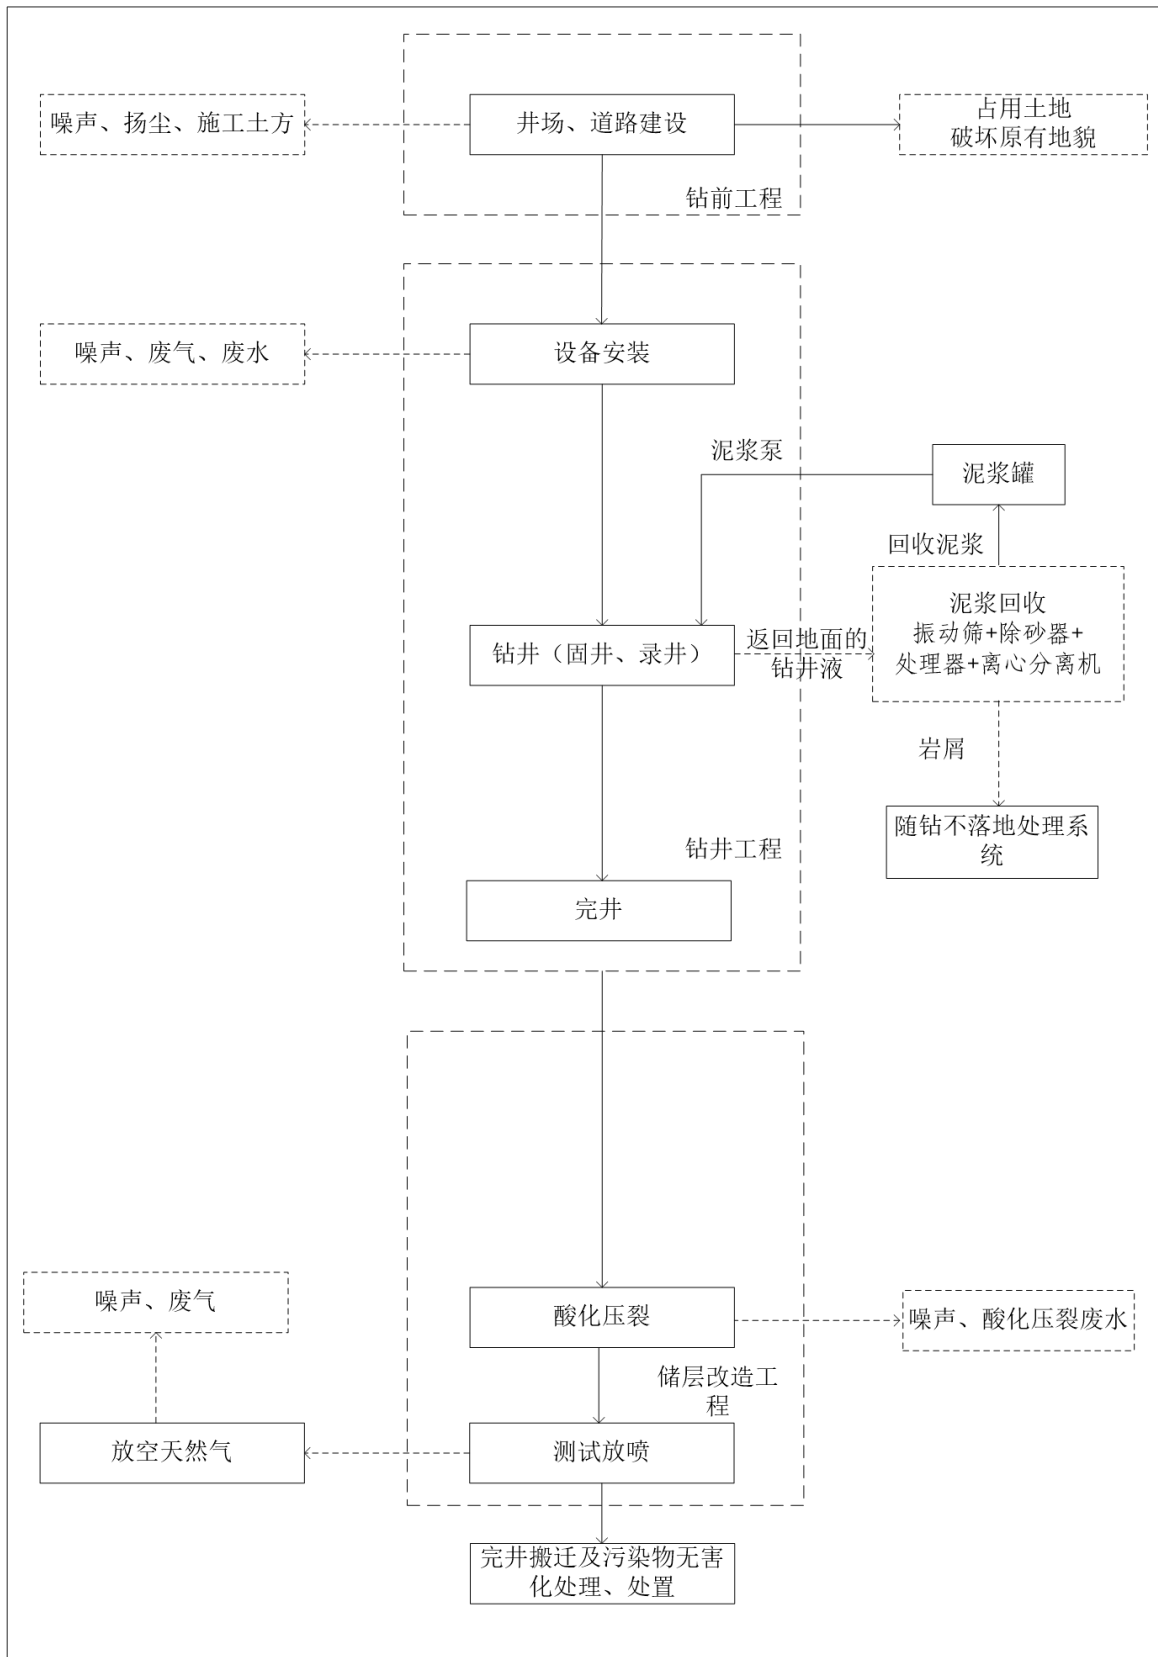 噪声、扬尘、施工土方
井场、道路建设
占用土地
破坏原有地貌
钻前工程
噪声、废气、废水
设备安装
泥浆泵
泥浆罐
回收泥浆
泥浆回收
振动筛+除砂器+
处理器+离心分离机
钻井（固井、录井）
返回地面的
钻井液
岩屑
随钻不落地处理系
统
钻井工程
完井
噪声、废气
酸化压裂
噪声、酸化压裂废水
储层改造工
程
放空天然气
测试放喷
完井搬迁及污染物无害
化处理、处置